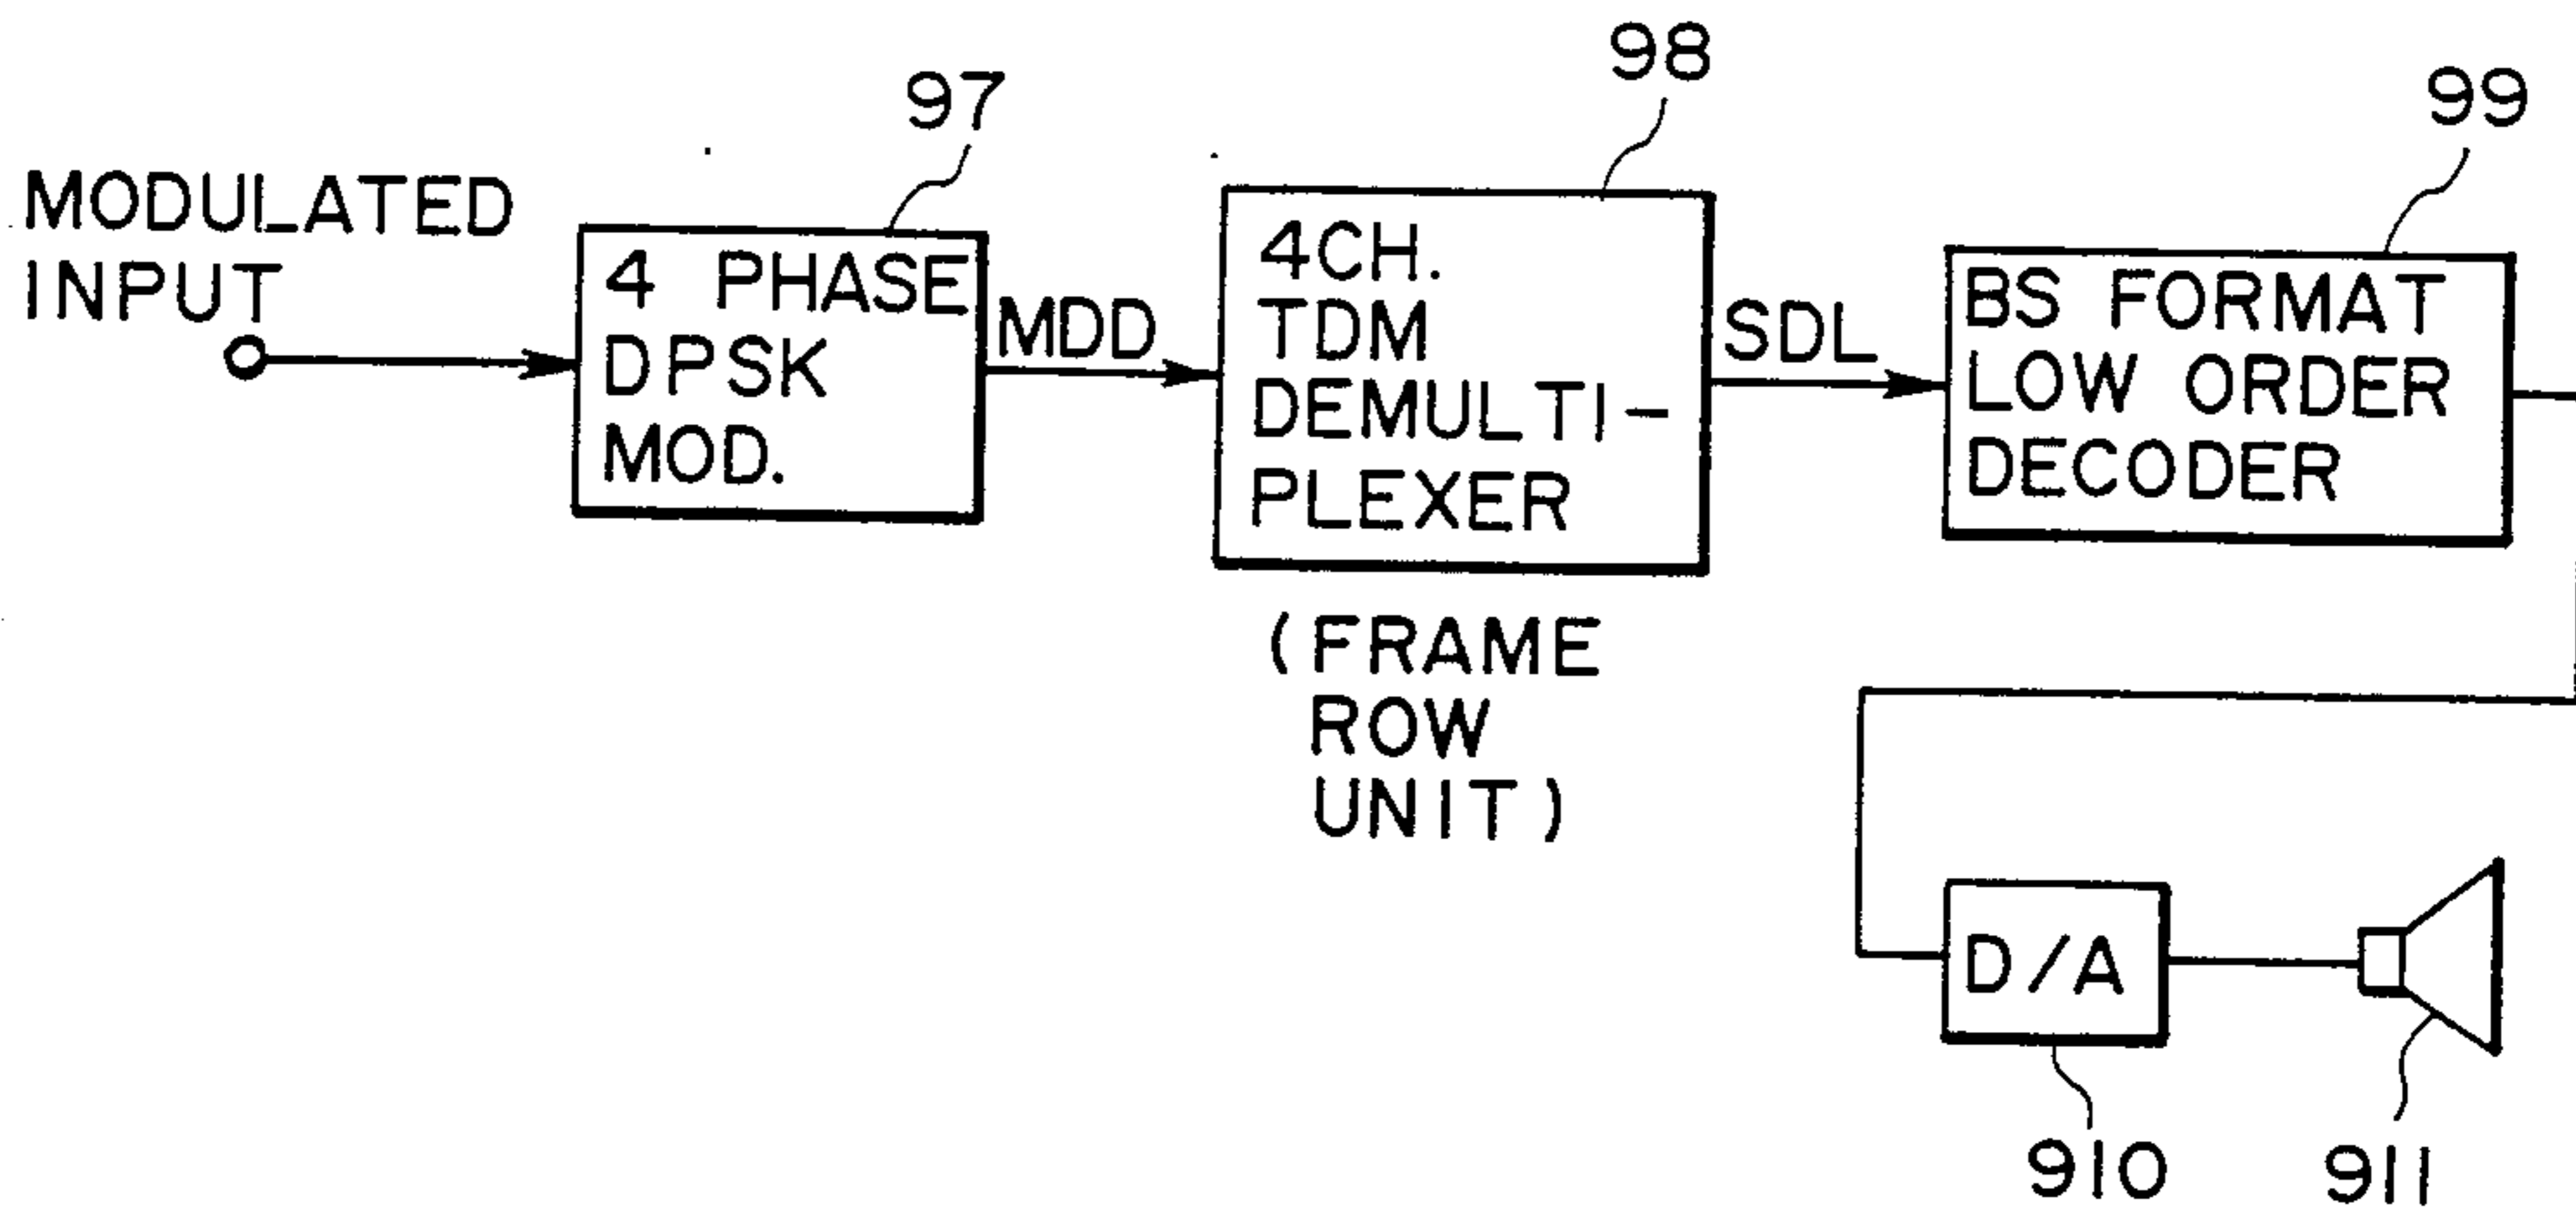 97
98
99
MODULATED
INPUT
4 PHASE
DPSK
MOD.
MDD
4CH.
TDM
DEMULTI-
PLEXER
SDL
BS FORMAT
LOW ORDER
DECODER
(FRAME
ROW
UNIT)
D/A
910
911